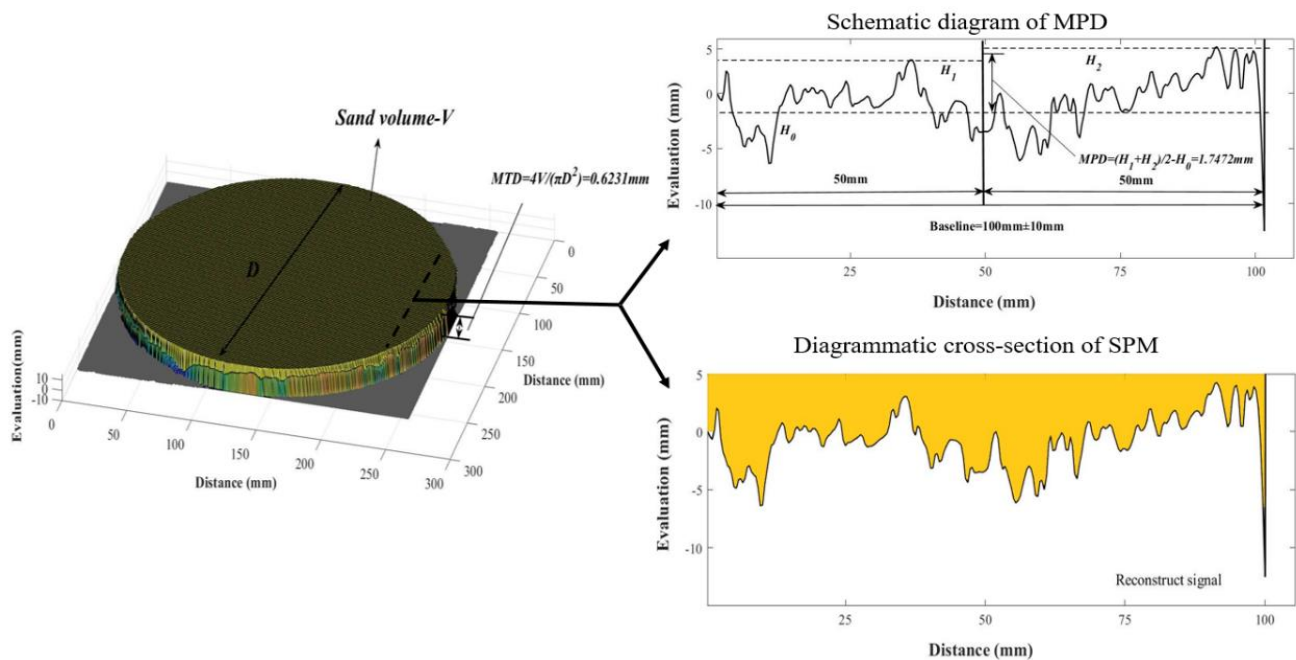 Schematic diagram of MPD
Evaluation (mm)
5
0
-5
-10
H1
H2
H0
MPD=(H1+H2)/2-H0=1.7472mm
50mm
50mm
Baseline=100mm±10mm
25
50
75
100
Distance (mm)
Sand volume-V
MTD=4V/(πD²)=0.6231mm
D
Evaluation(mm)
10
0
-10
0
50
100
150
200
250
300
Distance (mm)
0
50
100
150
200
250
300
Distance (mm)
Diagrammatic cross-section of SPM
Evaluation (mm)
5
0
-5
-10
Reconstruct signal
25
50
75
100
Distance (mm)